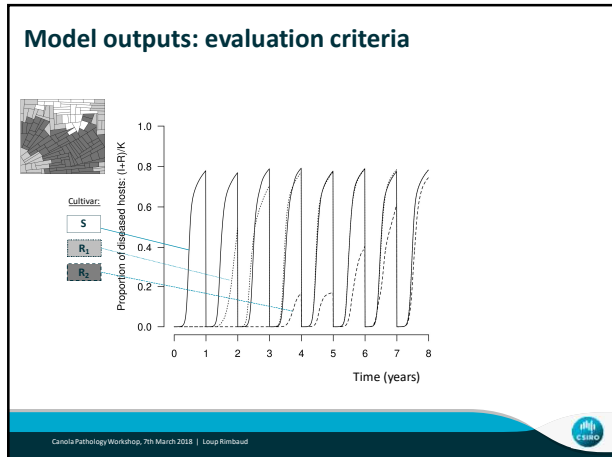 Model outputs: evaluation criteria
Cultivar:
S
R₁
R₂
Proportion of diseased hosts: (I+R)/K
1.0
0.8
0.6
0.4
0.2
0.0
0 1 2 3 4 5 6 7 8
Time (years)
Canola Pathology Workshop, 7th March 2018 | Loup Rimbaud
CSIRO